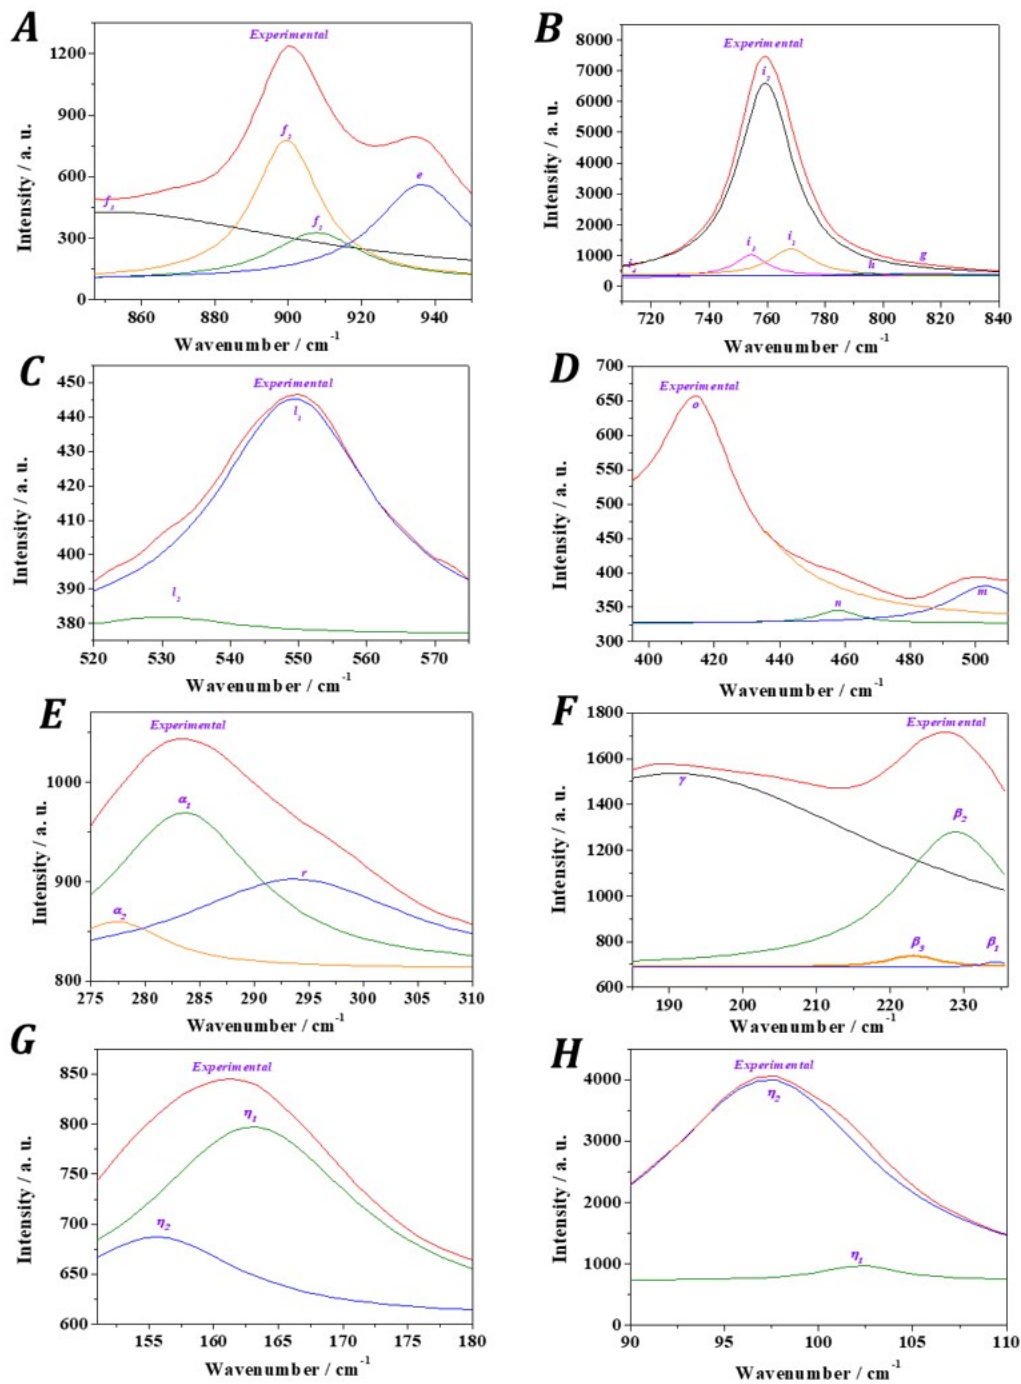 A
Experimental
f₂
f₃
f₁
e
1200
900
600
300
0
860
880
900
920
940
Intensity / a. u.
Wavenumber / cm⁻¹
B
Experimental
i₂
i₃
i₁
h
g
8000
7000
6000
5000
4000
3000
2000
1000
0
720
740
760
780
800
820
840
Intensity / a. u.
Wavenumber / cm⁻¹
C
Experimental
l₁
l₂
450
440
430
420
410
400
390
380
520
530
540
550
560
570
Intensity / a. u.
Wavenumber / cm⁻¹
D
Experimental
o
n
m
700
650
600
550
500
450
400
350
300
400
420
440
460
480
500
Intensity / a. u.
Wavenumber / cm⁻¹
E
Experimental
α₁
r
α₂
1000
900
800
275
280
285
290
295
300
305
310
Intensity / a. u.
Wavenumber / cm⁻¹
F
Experimental
γ
β₂
β₃
β₁
1800
1600
1400
1200
1000
800
600
190
200
210
220
230
Intensity / a. u.
Wavenumber / cm⁻¹
G
Experimental
η₁
η₂
850
800
750
700
650
600
155
160
165
170
175
180
Intensity / a. u.
Wavenumber / cm⁻¹
H
Experimental
η₂
η₁
4000
3000
2000
1000
0
90
95
100
105
110
Intensity / a. u.
Wavenumber / cm⁻¹